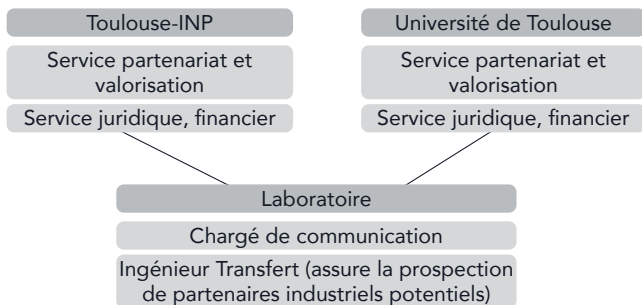 Toulouse-INP
Service partenariat et
valorisation
Service juridique, financier
Université de Toulouse
Service partenariat et
valorisation
Service juridique, financier
Laboratoire
Chargé de communication
Ingénieur Transfert (assure la prospection
de partenaires industriels potentiels)